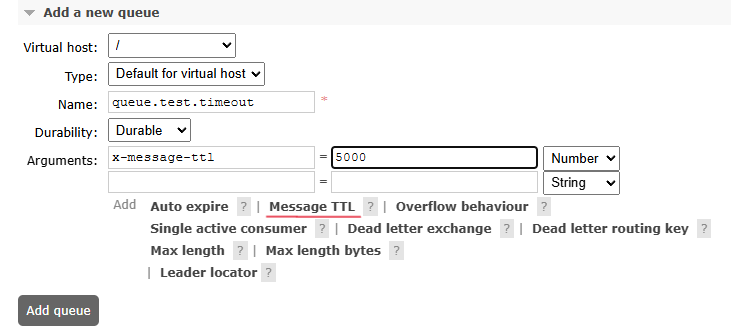 Add a new queue
Virtual host: /
Type: Default for virtual host
Name: queue.test.timeout *
Durability: Durable
Arguments: x-message-ttl = 5000 Number
= String
Add Auto expire ? | Message TTL ? | Overflow behaviour ?
Single active consumer ? | Dead letter exchange ? | Dead letter routing key ?
Max length ? | Max length bytes ?
| Leader locator ?
Add queue